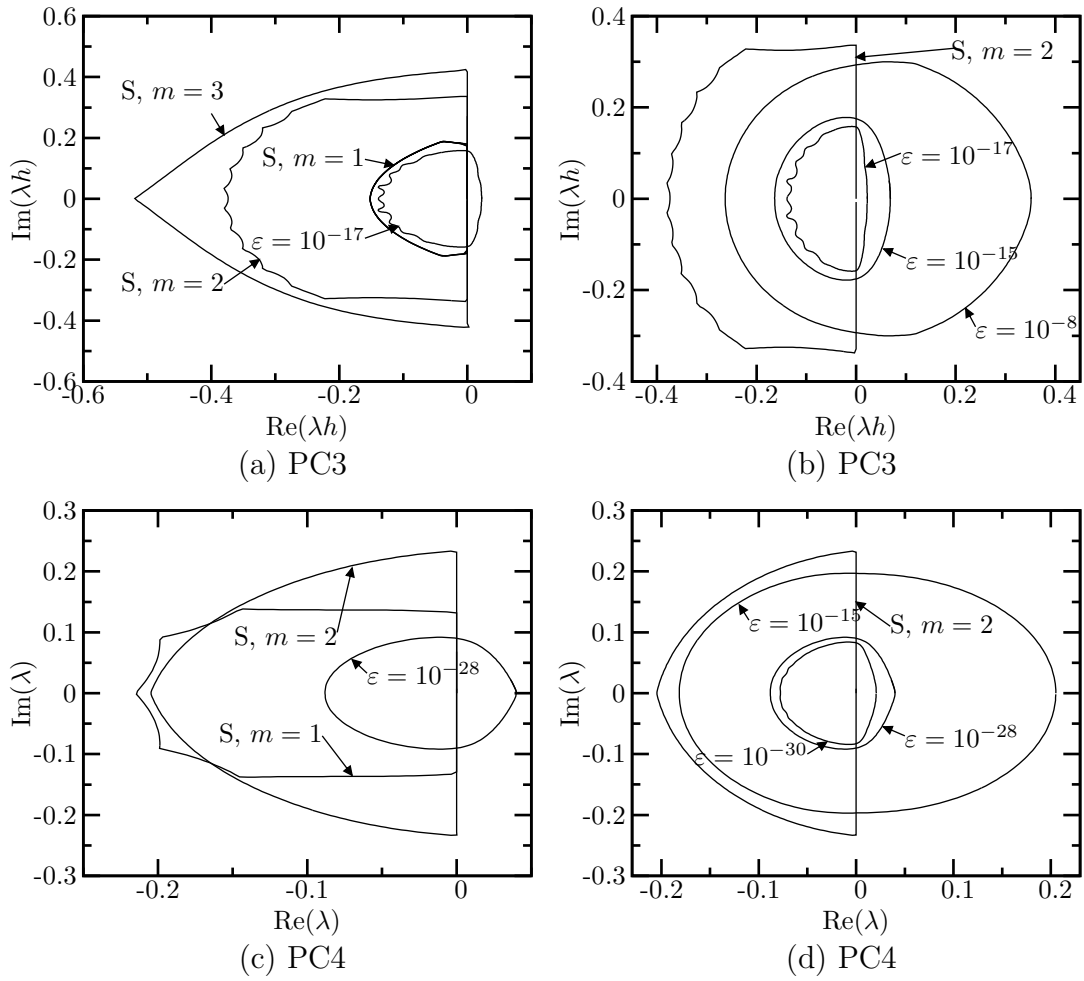 0.6
0.4
0.2
0
-0.2
-0.4
-0.6
Im(λh)
S, m = 3
S, m = 1
ε = 10^{-17}
S, m = 2
-0.6 -0.4 -0.2 0
Re(λh)
(a) PC3
0.4
0.2
0
-0.2
-0.4
Im(λh)
S, m = 2
ε = 10^{-17}
ε = 10^{-15}
ε = 10^{-8}
-0.4 -0.2 0 0.2 0.4
Re(λh)
(b) PC3
0.3
0.2
0.1
0
-0.1
-0.2
-0.3
Im(λ)
S, m = 2
ε = 10^{-28}
S, m = 1
-0.2 -0.1 0
Re(λ)
(c) PC4
0.3
0.2
0.1
0
-0.1
-0.2
-0.3
Im(λ)
ε = 10^{-15}
S, m = 2
ε = 10^{-28}
ε = 10^{-30}
-0.2 -0.1 0 0.1 0.2
Re(λ)
(d) PC4